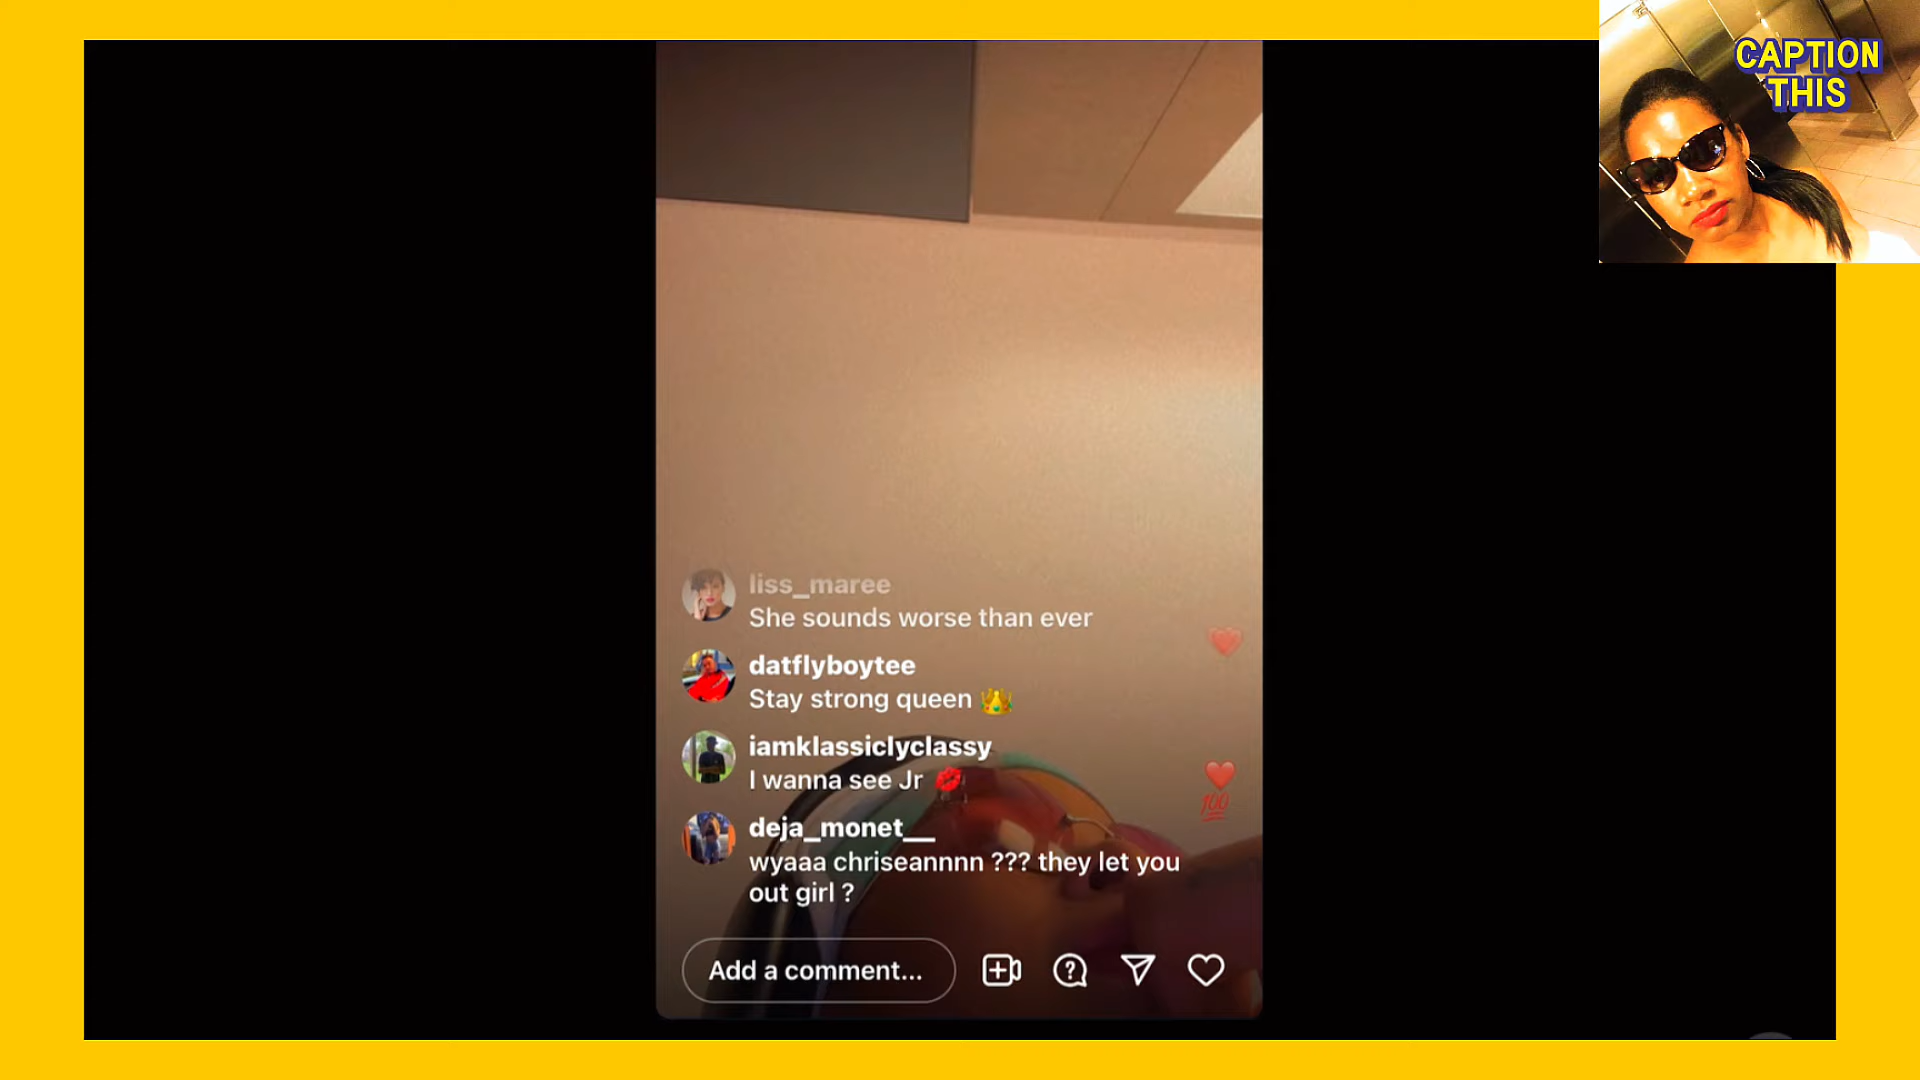 CAPTION
THIS
liss_maree
She sounds worse than ever
datflyboytee
Stay strong queen 👑
iamklassiclyclassy
I wanna see Jr 💋
deja_monet__
wyaaa chriseannnn ??? they let you
out girl ?
Add a comment...